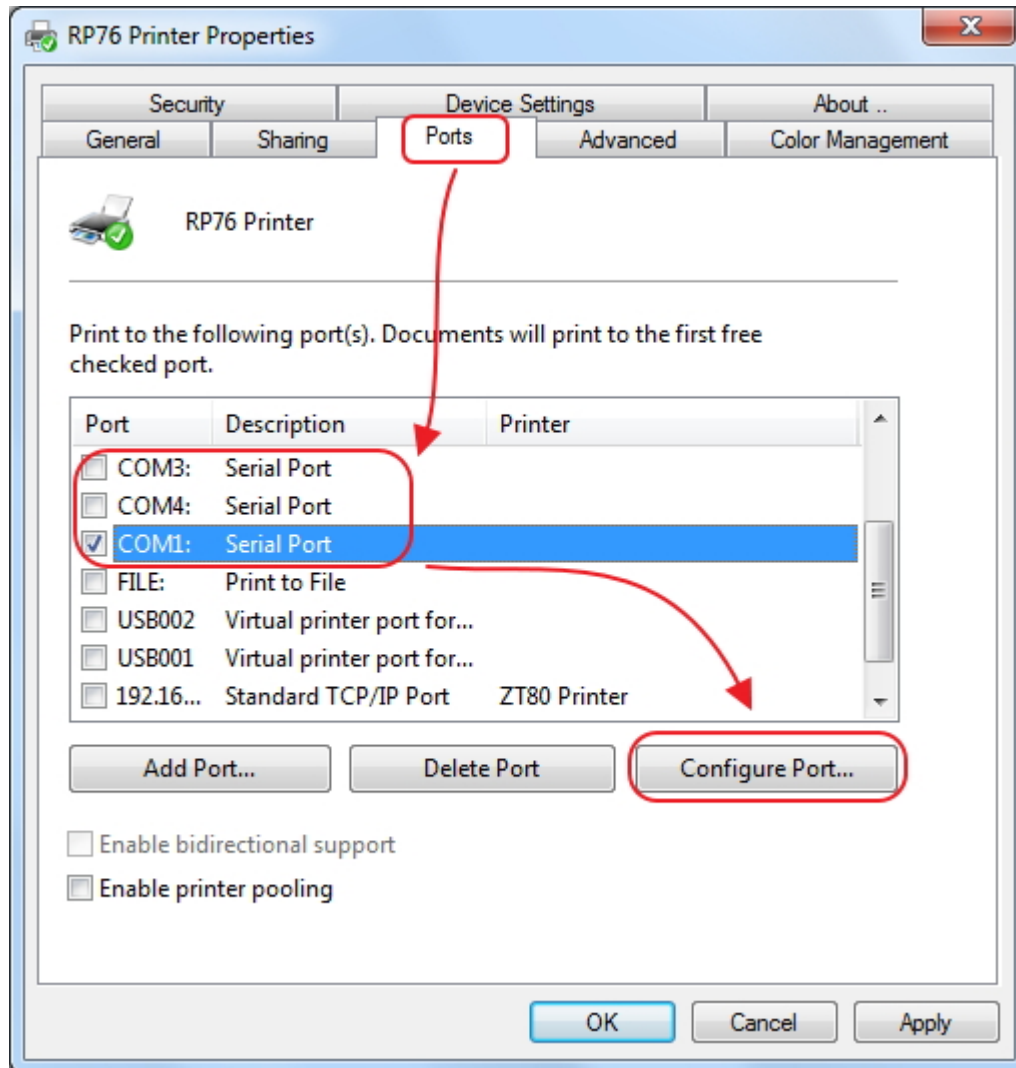 RP76 Printer Properties
Security Device Settings About ..
General Sharing Ports Advanced Color Management
RP76 Printer
Print to the following port(s). Documents will print to the first free
checked port.
Port Description Printer
COM3: Serial Port
COM4: Serial Port
COM1: Serial Port
FILE: Print to File
USB002 Virtual printer port for...
USB001 Virtual printer port for...
192.16... Standard TCP/IP Port ZT80 Printer
Add Port... Delete Port Configure Port...
Enable bidirectional support
Enable printer pooling
OK Cancel Apply